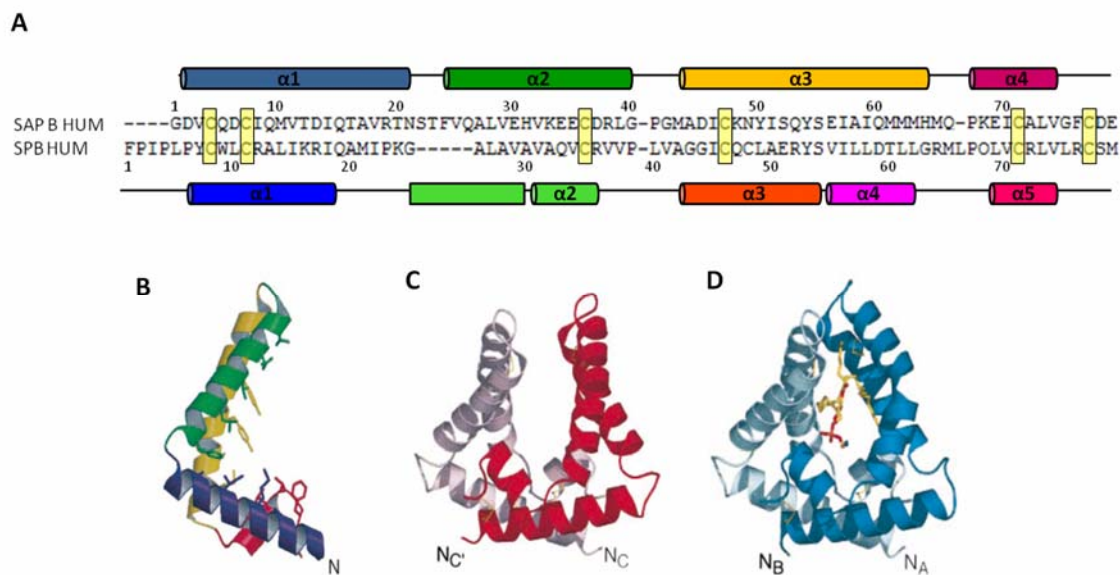 A
α1 α2 α3 α4
1 10 20 30 40 50 60 70
SAP B HUM ----GDVCQDCIQMVTDIQTAVRTNSTFVQALVEHVKEECDRLG-PGMADICKNYISQYSEIAIQMMMHMQ-PKEICALVGFCDE
SPB HUM FPIPLPYCWLCRALIKRIQAMIPKG-----ALAVAVAQVCRVVP-LVAGGICQCLAERYSVILLDTLLGRMLPQLVCRLVLRCSM
1 10 20 30 40 50 60 70
α1 α2 α3 α4 α5
B C D
N NC' NC NB NA